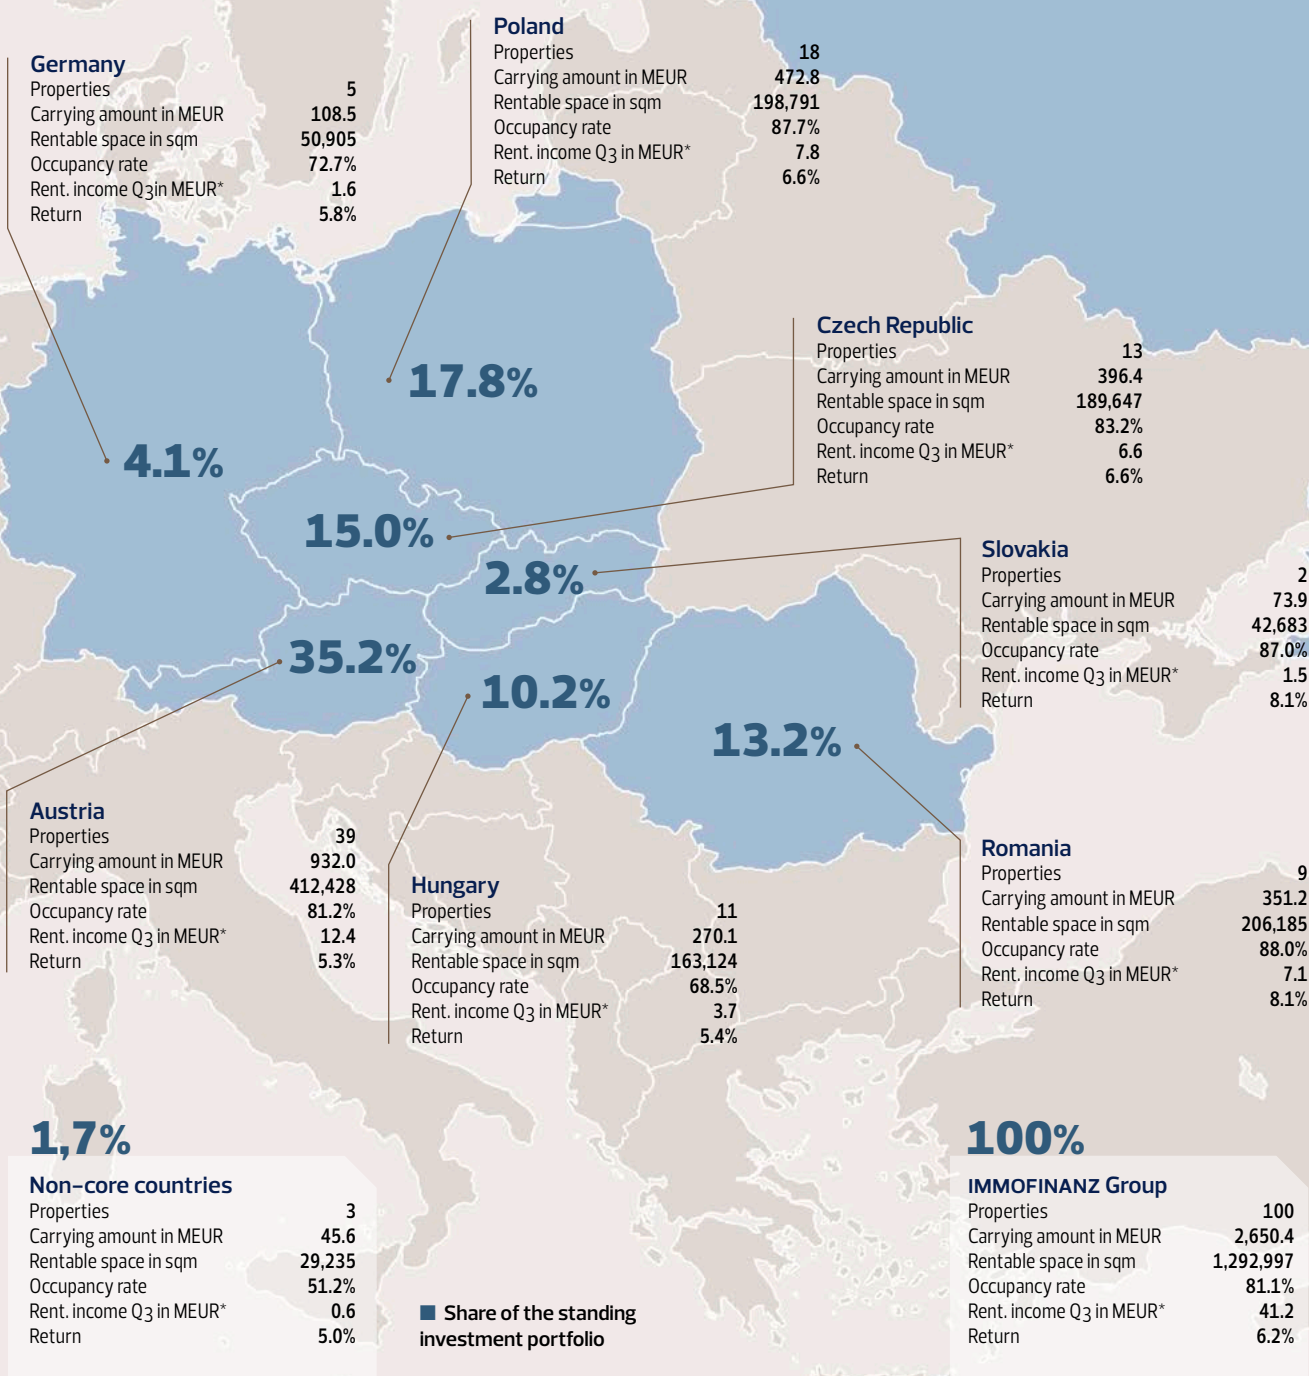 Poland
Properties 18
Carrying amount in MEUR 472.8
Rentable space in sqm 198,791
Occupancy rate 87.7%
Rent. income Q3 in MEUR* 7.8
Return 6.6%
Germany
Properties 5
Carrying amount in MEUR 108.5
Rentable space in sqm 50,905
Occupancy rate 72.7%
Rent. income Q3in MEUR* 1.6
Return 5.8%
Czech Republic
Properties 13
Carrying amount in MEUR 396.4
Rentable space in sqm 189,647
Occupancy rate 83.2%
Rent. income Q3 in MEUR* 6.6
Return 6.6%
17.8%
4.1%
15.0%
2.8%
35.2%
10.2%
13.2%
Slovakia
Properties 2
Carrying amount in MEUR 73.9
Rentable space in sqm 42,683
Occupancy rate 87.0%
Rent. income Q3 in MEUR* 1.5
Return 8.1%
Austria
Properties 39
Carrying amount in MEUR 932.0
Rentable space in sqm 412,428
Occupancy rate 81.2%
Rent. income Q3 in MEUR* 12.4
Return 5.3%
Hungary
Properties 11
Carrying amount in MEUR 270.1
Rentable space in sqm 163,124
Occupancy rate 68.5%
Rent. income Q3 in MEUR* 3.7
Return 5.4%
Romania
Properties 9
Carrying amount in MEUR 351.2
Rentable space in sqm 206,185
Occupancy rate 88.0%
Rent. income Q3 in MEUR* 7.1
Return 8.1%
1,7%
Non-core countries
Properties 3
Carrying amount in MEUR 45.6
Rentable space in sqm 29,235
Occupancy rate 51.2%
Rent. income Q3 in MEUR* 0.6
Return 5.0%
Share of the standing
investment portfolio
100%
IMMOFINANZ Group
Properties 100
Carrying amount in MEUR 2,650.4
Rentable space in sqm 1,292,997
Occupancy rate 81.1%
Rent. income Q3 in MEUR* 41.2
Return 6.2%